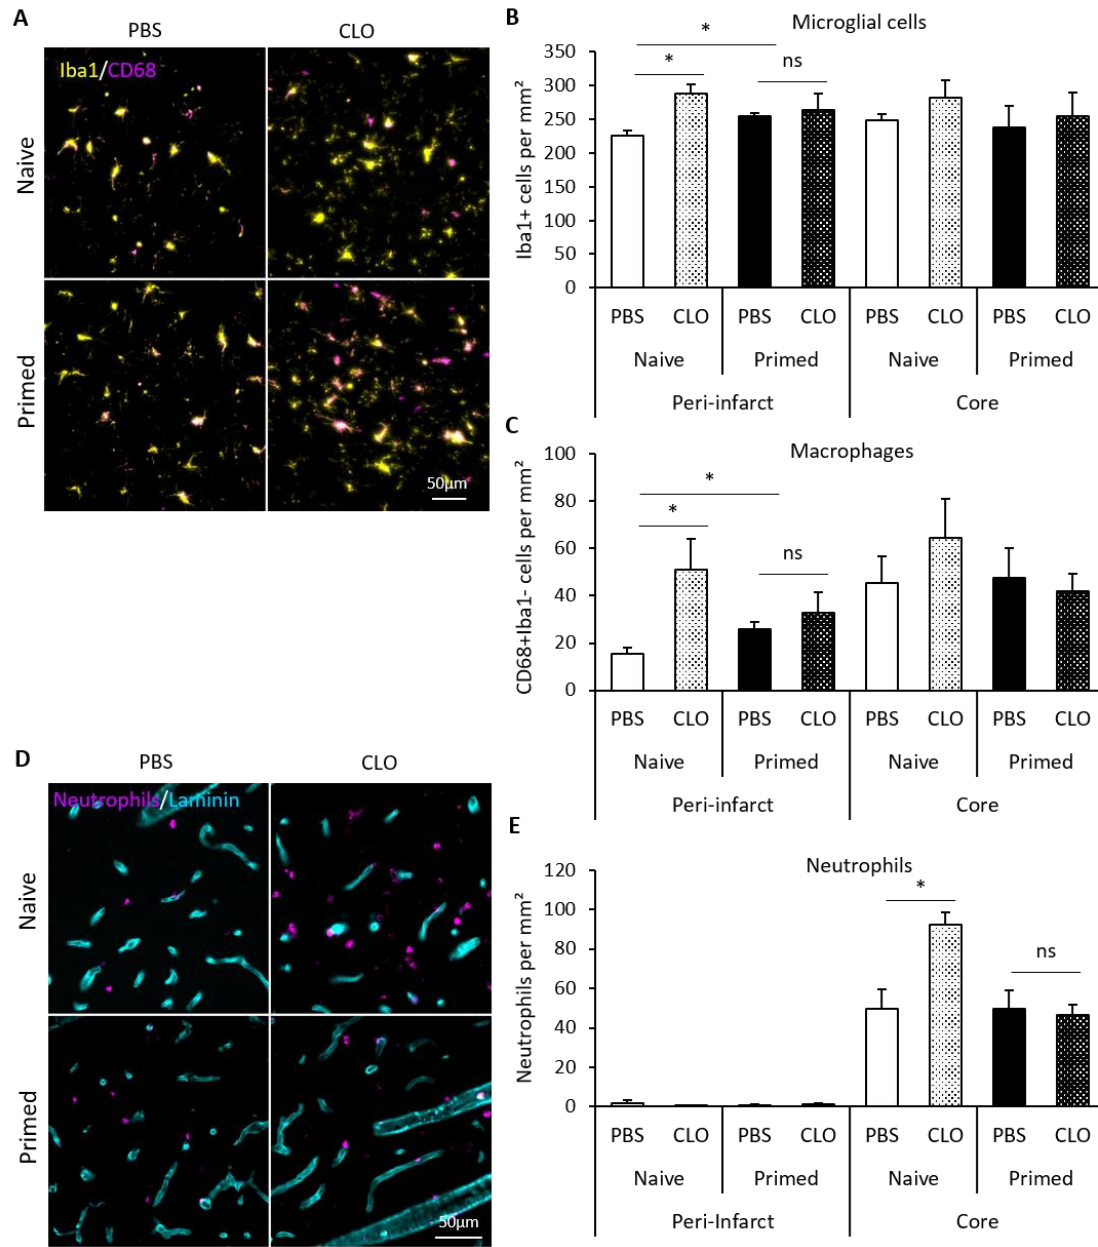 A
PBS
CLO
Iba1/CD68
Naive
Primed
50µm
B
Microglial cells
*
*
ns
Iba1+ cells per mm²
350
300
250
200
150
100
50
0
PBS CLO PBS CLO PBS CLO PBS CLO
Naive Primed Naive Primed
Peri-infarct Core
C
Macrophages
*
*
ns
CD68+Iba1- cells per mm²
100
80
60
40
20
0
PBS CLO PBS CLO PBS CLO PBS CLO
Naive Primed Naive Primed
Peri-infarct Core
D
PBS
CLO
Neutrophils/Laminin
Naive
Primed
50µm
E
Neutrophils
*
ns
Neutrophils per mm²
120
100
80
60
40
20
0
PBS CLO PBS CLO PBS CLO PBS CLO
Naive Primed Naive Primed
Peri-Infarct Core